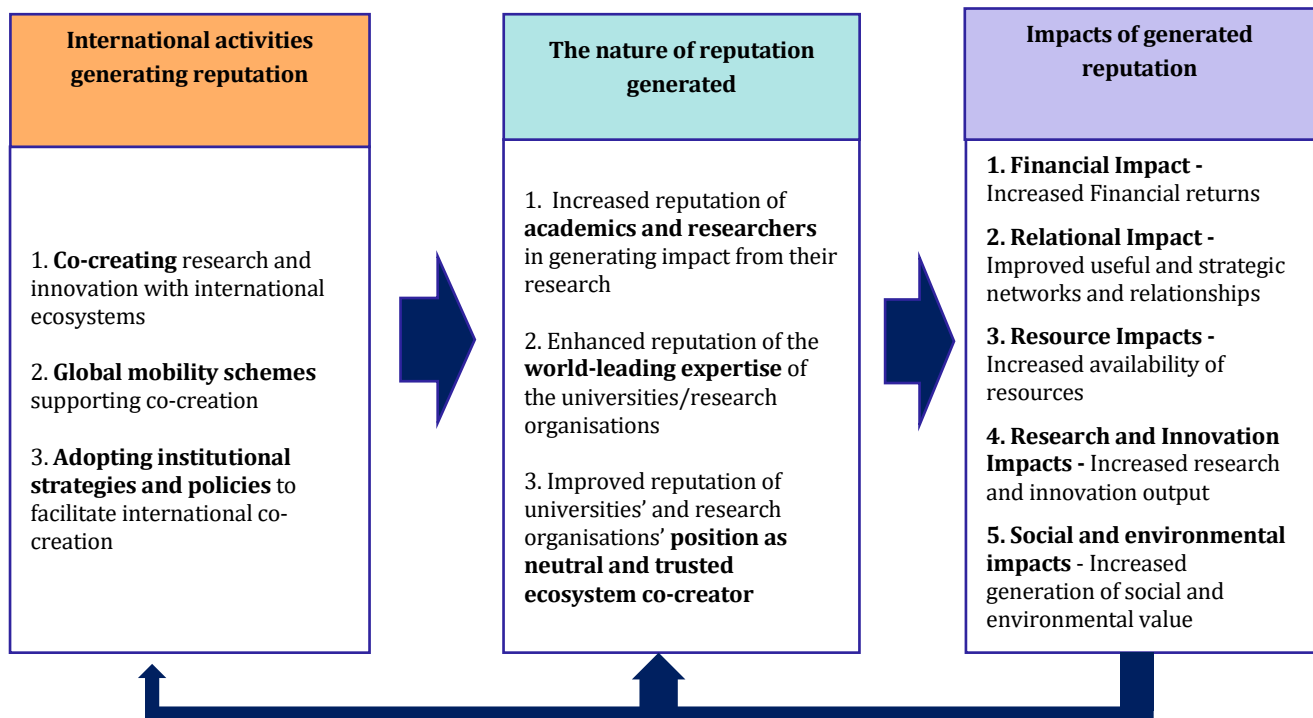 International activities
generating reputation
1. Co-creating research and
innovation with international
ecosystems
2. Global mobility schemes
supporting co-creation
3. Adopting institutional
strategies and policies to
facilitate international co-
creation
The nature of reputation
generated
1. Increased reputation of
academics and researchers
in generating impact from their
research
2. Enhanced reputation of the
world-leading expertise of
the universities/research
organisations
3. Improved reputation of
universities’ and research
organisations’ position as
neutral and trusted
ecosystem co-creator
Impacts of generated
reputation
1. Financial Impact -
Increased Financial returns
2. Relational Impact -
Improved useful and strategic
networks and relationships
3. Resource Impacts -
Increased availability of
resources
4. Research and Innovation
Impacts - Increased research
and innovation output
5. Social and environmental
impacts - Increased
generation of social and
environmental value